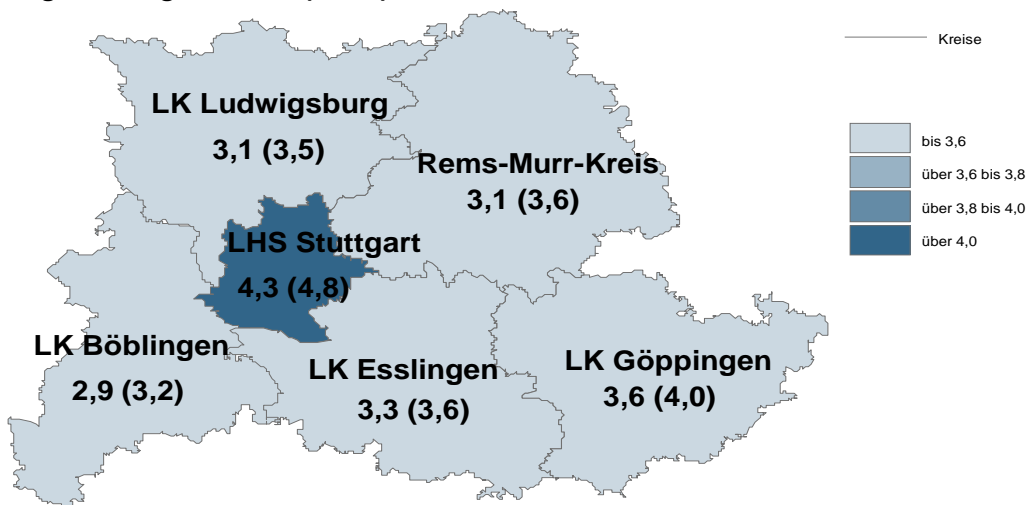 Kreise
LK Ludwigsburg
3,1 (3,5)
Rems-Murr-Kreis
3,1 (3,6)
bis 3,6
über 3,6 bis 3,8
über 3,8 bis 4,0
über 4,0
LHS Stuttgart
4,3 (4,8)
LK Böblingen
2,9 (3,2)
LK Esslingen
3,3 (3,6)
LK Göppingen
3,6 (4,0)